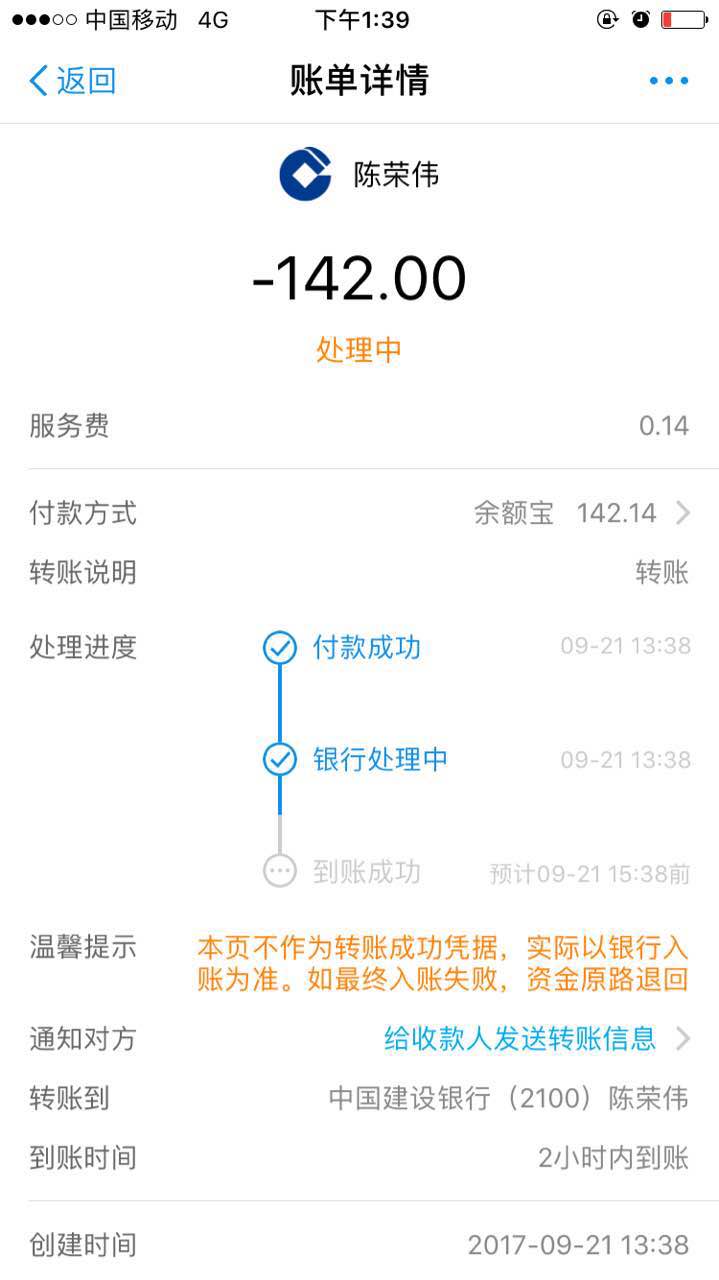 中国移动 4G 下午1:39
返回 账单详情
陈荣伟
-142.00
处理中
服务费 0.14
付款方式 余额宝 142.14
转账说明 转账
处理进度 付款成功 09-21 13:38
银行处理中 09-21 13:38
到账成功 预计09-21 15:38前
温馨提示 本页不作为转账成功凭据，实际以银行入
账为准。如最终入账失败，资金原路退回
通知对方 给收款人发送转账信息
转账到 中国建设银行（2100）陈荣伟
到账时间 2小时内到账
创建时间 2017-09-21 13:38